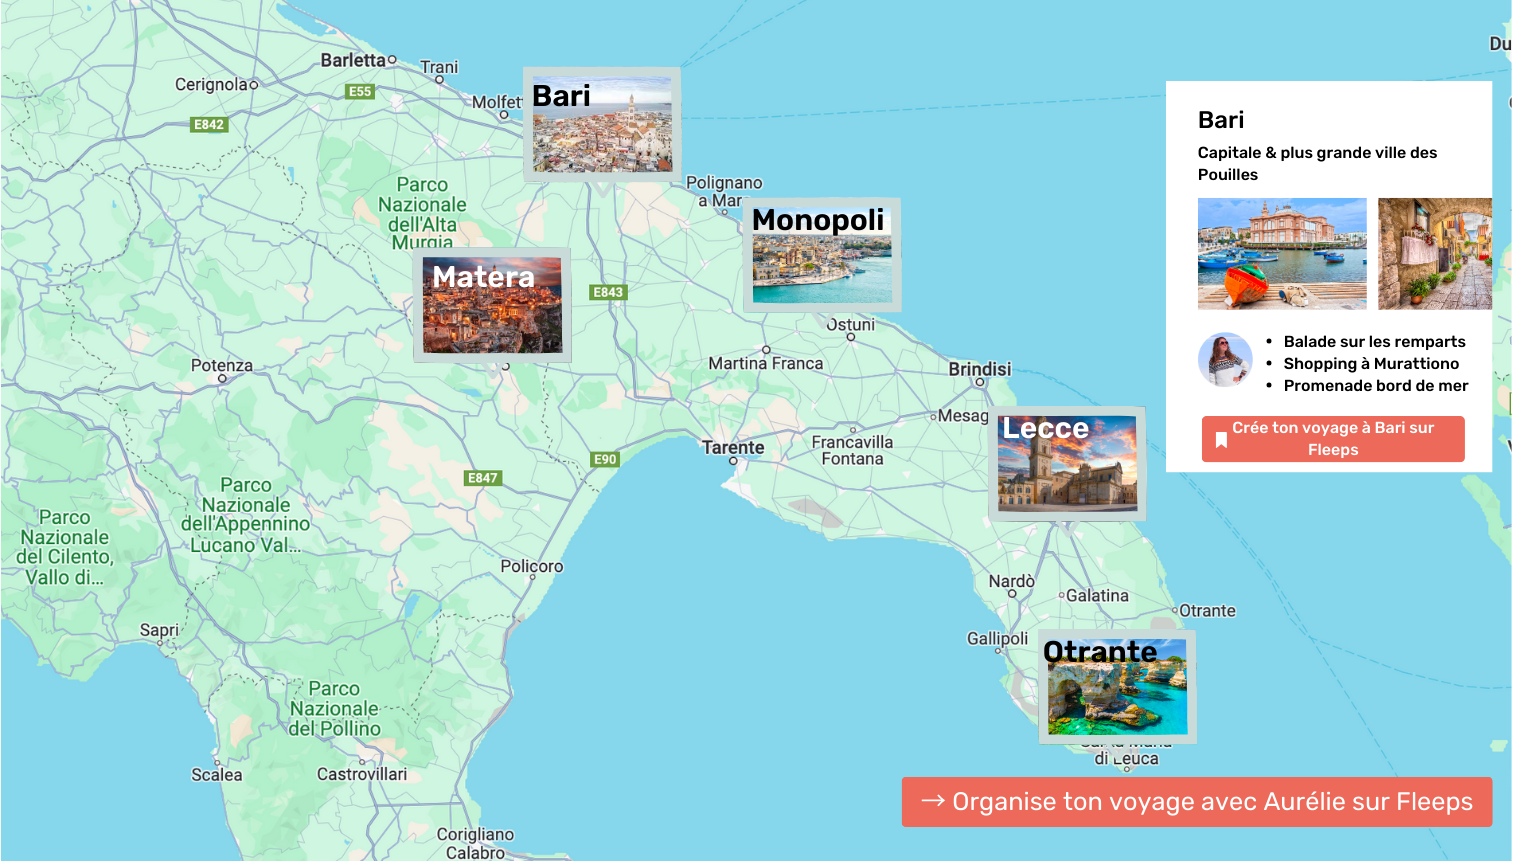 Barletta
Trani
Cerignola
E55
Bari
E842
Parco
Nazionale
dell'Alta
Murgia
Polignano
a Mare
Monopoli
Matera
E843
Ostuni
Martina Franca
Potenza
Brindisi
Lecce
Francavilla
Fontana
Tarente
E90
E847
Parco
Nazionale
dell'Appennino
Lucano Val...
Parco
Nazionale
del Cilento,
Vallo di...
Policoro
Nardò
Galatina
Otrante
Sapri
Gallipoli
Otrante
Parco
Nazionale
del Pollino
di Leuca
Scalea
Castrovillari
Corigliano
Calabro
Bari
Capitale & plus grande ville des
Pouilles
• Balade sur les remparts
• Shopping à Murattiono
• Promenade bord de mer
Crée ton voyage à Bari sur
Fleeps
→ Organise ton voyage avec Aurélie sur Fleeps